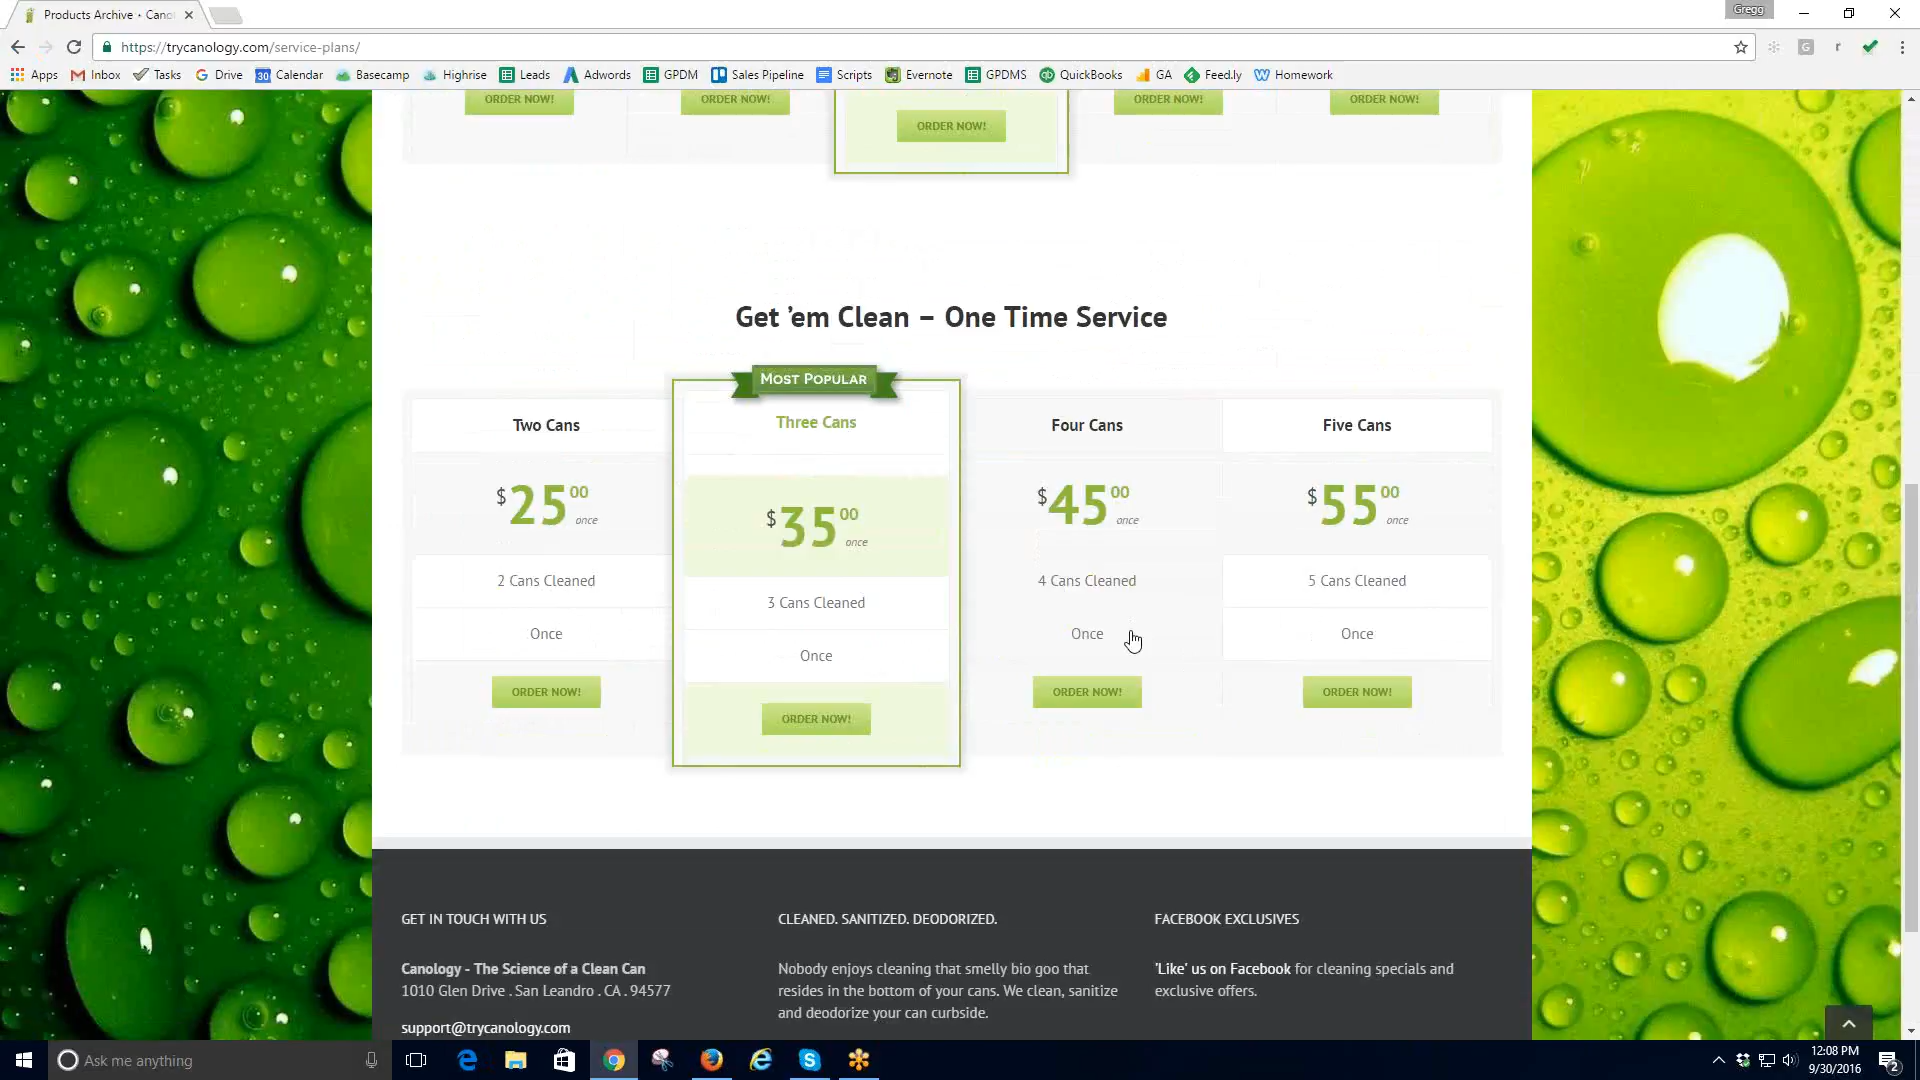 Products Archive • Cano
Gregg
https://trycanology.com/service-plans/
Apps Inbox Tasks Drive Calendar Basecamp Highrise Leads Adwords GPDM Sales Pipeline Scripts Evernote GPDMS QuickBooks GA Feed.ly Homework
ORDER NOW! ORDER NOW! ORDER NOW! ORDER NOW!
ORDER NOW!
Get ’em Clean – One Time Service
MOST POPULAR
Two Cans Three Cans Four Cans Five Cans
$25 00 once $35 00 once $45 00 once $55 00 once
2 Cans Cleaned 3 Cans Cleaned 4 Cans Cleaned 5 Cans Cleaned
Once Once Once Once
ORDER NOW! ORDER NOW! ORDER NOW! ORDER NOW!
GET IN TOUCH WITH US
Canology - The Science of a Clean Can
1010 Glen Drive . San Leandro . CA . 94577
support@trycanology.com
CLEANED. SANITIZED. DEODORIZED.
Nobody enjoys cleaning that smelly bio goo that
resides in the bottom of your cans. We clean, sanitize
and deodorize your can curbside.
FACEBOOK EXCLUSIVES
'Like' us on Facebook for cleaning specials and
exclusive offers.
Ask me anything
12:08 PM
9/30/2016
2